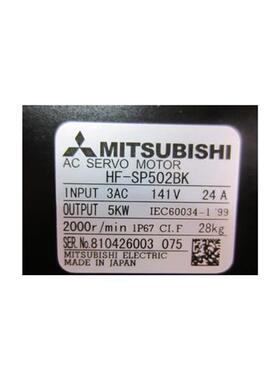 MITSUBISHI
AC SERVO MOTOR
HF-SP502BK
INPUT 3AC 141V 24A
OUTPUT 5KW IEC60034-1 '99
2000r/min IP67 CI.F 28kg
SER.No.810426003 075
MITSUBISHI ELECTRIC
MADE IN JAPAN